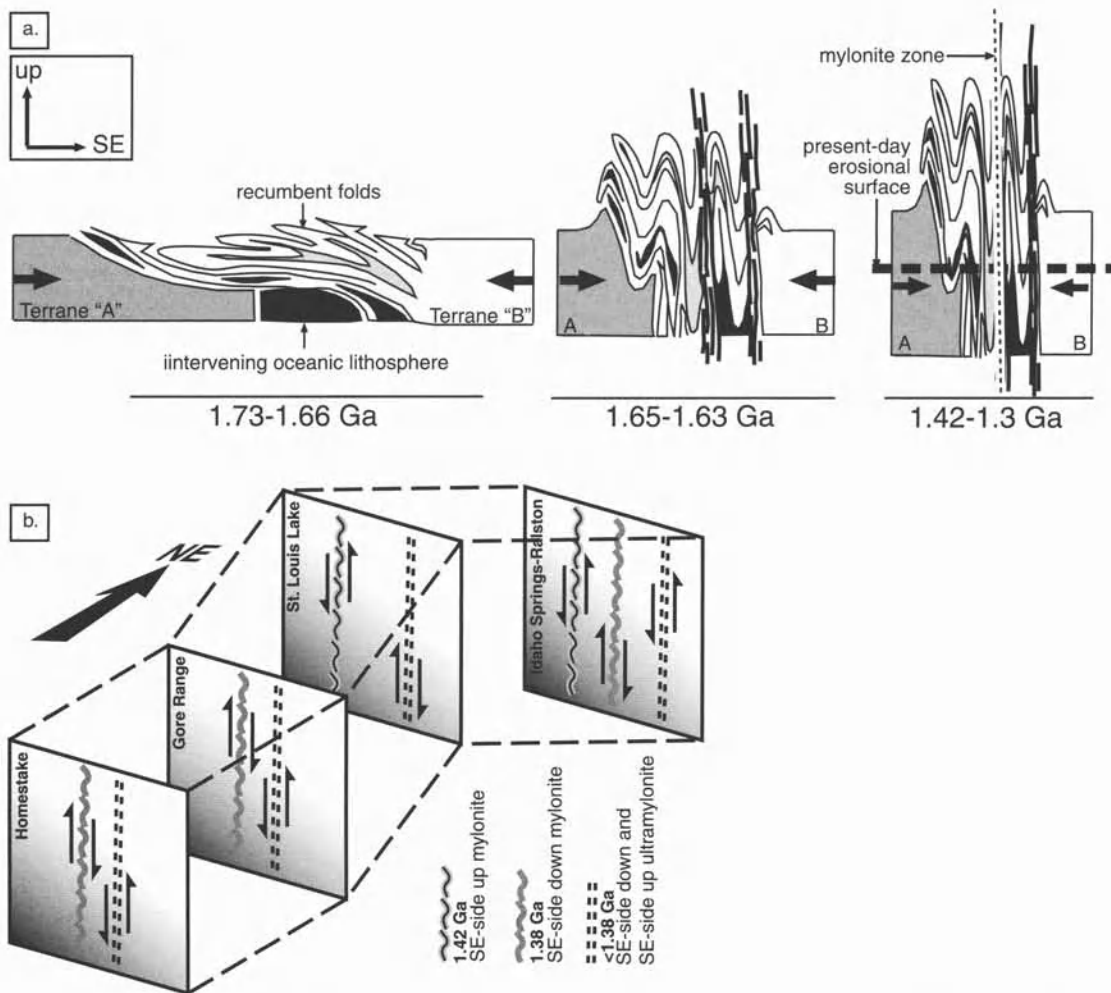 a.
up
SE
recumbent folds
Terrane “A”
Terrane “B”
iintervening oceanic lithosphere
1.73-1.66 Ga
A
B
1.65-1.63 Ga
mylonite zone
present-day
erosional
surface
A
B
1.42-1.3 Ga
b.
NE
Homestake
Gore Range
St. Louis Lake
Idaho Springs-Ralston
1.42 Ga
SE-side up mylonite
1.38 Ga
SE-side down mylonite
<1.38 Ga
SE-side down and
SE-side up ultramylonite